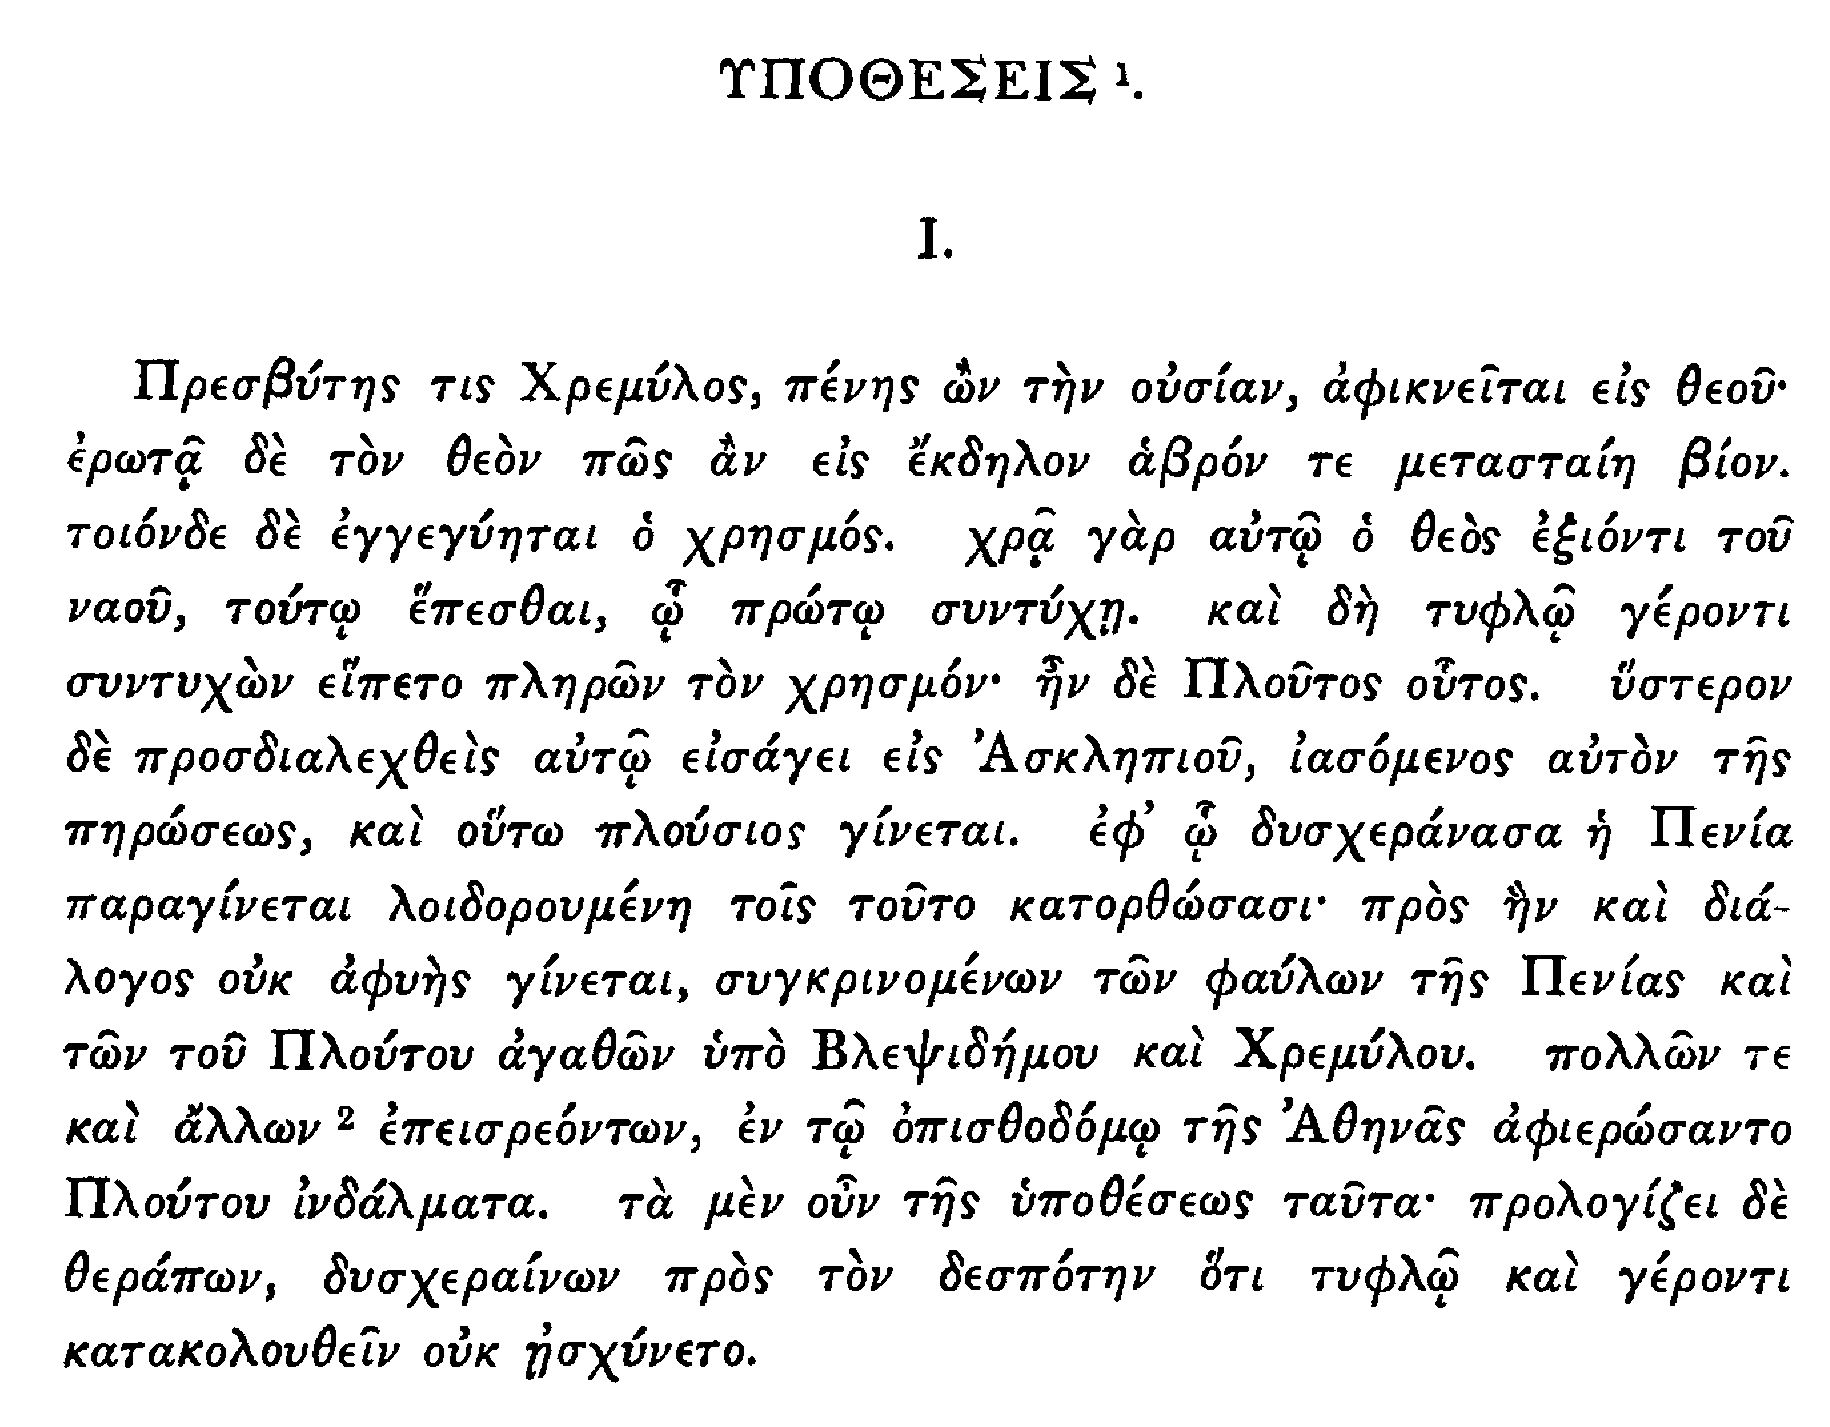 ΥΠΟΘΕΣΕΙΣ ¹.
I.
Πρεσβύτης τις Χρεμύλος, πένης ὢν τὴν οὐσίαν, ἀφικνεῖται εἰς θεοῦ·
ἐρωτᾷ δὲ τὸν θεὸν πῶς ἂν εἰς ἔκδηλον ἁβρόν τε μετασταίη βίον.
τοιόνδε δὲ ἐγγεγύηται ὁ χρησμός. χρᾷ γὰρ αὐτῷ ὁ θεὸς ἐξιόντι τοῦ
ναοῦ, τούτῳ ἕπεσθαι, ᾧ πρώτῳ συντύχῃ. καὶ δὴ τυφλῷ γέροντι
συντυχὼν εἵπετο πληρῶν τὸν χρησμόν· ἦν δὲ Πλοῦτος οὗτος. ὕστερον
δὲ προσδιαλεχθεὶς αὐτῷ εἰσάγει εἰς Ἀσκληπιοῦ, ἰασόμενος αὐτὸν τῆς
πηρώσεως, καὶ οὕτω πλούσιος γίνεται. ἐφ᾽ ᾧ δυσχεράνασα ἡ Πενία
παραγίνεται λοιδορουμένη τοῖς τοῦτο κατορθώσασι· πρὸς ἣν καὶ διά-
λογος οὐκ ἀφυὴς γίνεται, συγκρινομένων τῶν φαύλων τῆς Πενίας καὶ
τῶν τοῦ Πλούτου ἀγαθῶν ὑπὸ Βλεψιδήμου καὶ Χρεμύλου. πολλῶν τε
καὶ ἄλλων ² ἐπεισρεόντων, ἐν τῷ ὀπισθοδόμῳ τῆς Ἀθηνᾶς ἀφιερώσαντο
Πλούτου ἰνδάλματα. τὰ μὲν οὖν τῆς ὑποθέσεως ταῦτα· προλογίζει δὲ
θεράπων, δυσχεραίνων πρὸς τὸν δεσπότην ὅτι τυφλῷ καὶ γέροντι
κατακολουθεῖν οὐκ ᾐσχύνετο.